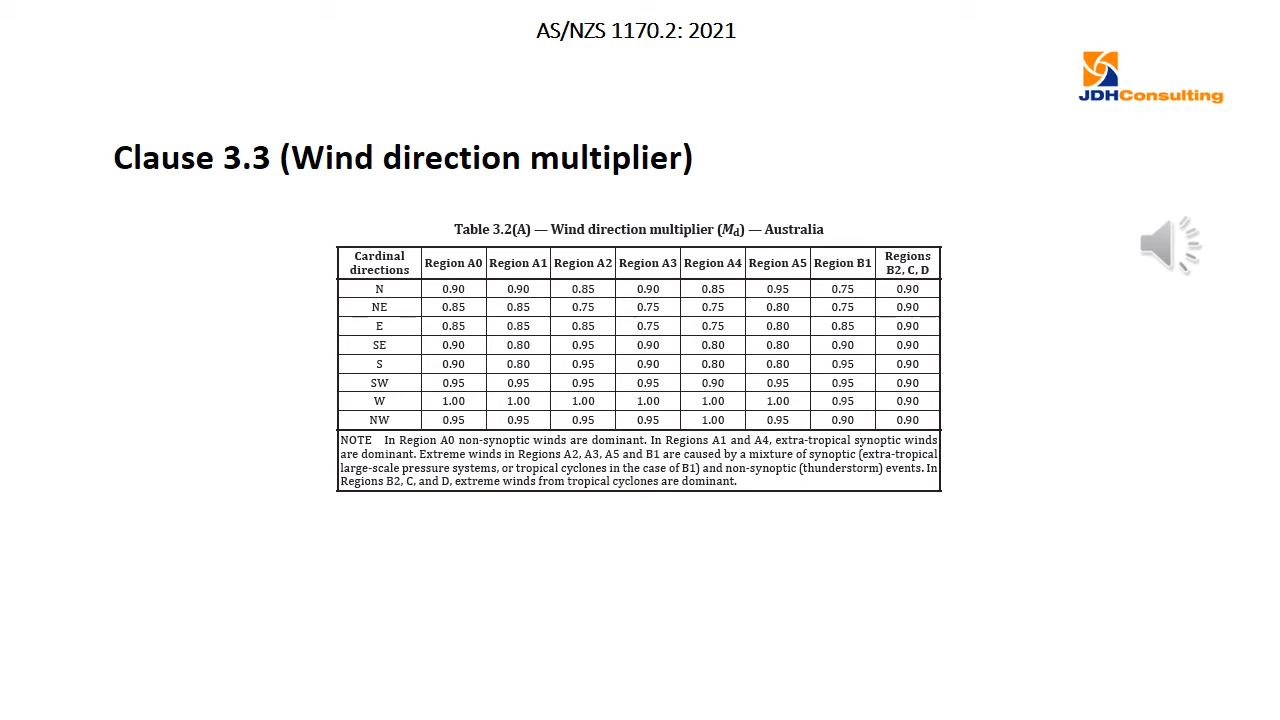 AS/NZS 1170.2: 2021
JDHConsulting
Clause 3.3 (Wind direction multiplier)
Table 3.2(A) — Wind direction multiplier (Md) — Australia
Cardinal directions Region A0 Region A1 Region A2 Region A3 Region A4 Region A5 Region B1 Regions B2, C, D
N 0.90 0.90 0.85 0.90 0.85 0.95 0.75 0.90
NE 0.85 0.85 0.75 0.75 0.75 0.80 0.75 0.90
E 0.85 0.85 0.85 0.75 0.75 0.80 0.85 0.90
SE 0.90 0.80 0.95 0.90 0.80 0.80 0.90 0.90
S 0.90 0.80 0.95 0.90 0.80 0.80 0.95 0.90
SW 0.95 0.95 0.95 0.95 0.90 0.95 0.95 0.90
W 1.00 1.00 1.00 1.00 1.00 1.00 0.95 0.90
NW 0.95 0.95 0.95 0.95 1.00 0.95 0.90 0.90
NOTE In Region A0 non-synoptic winds are dominant. In Regions A1 and A4, extra-tropical synoptic winds
are dominant. Extreme winds in Regions A2, A3, A5 and B1 are caused by a mixture of synoptic (extra-tropical
large-scale pressure systems, or tropical cyclones in the case of B1) and non-synoptic (thunderstorm) events. In
Regions B2, C, and D, extreme winds from tropical cyclones are dominant.